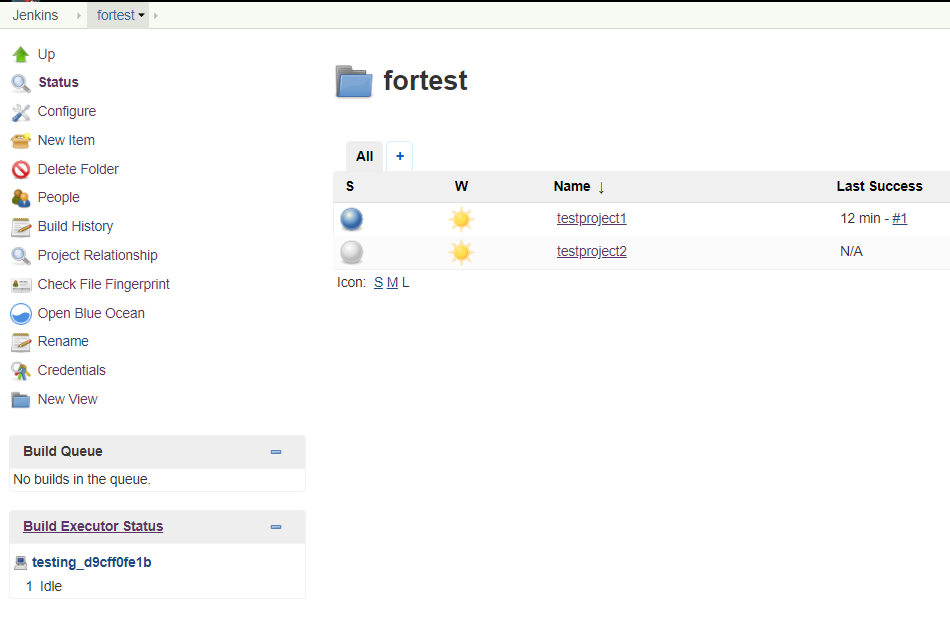 Jenkins fortest
Up
Status
Configure
New Item
Delete Folder
People
Build History
Project Relationship
Check File Fingerprint
Open Blue Ocean
Rename
Credentials
New View
Build Queue
No builds in the queue.
Build Executor Status
testing_d9cff0fe1b
1 Idle
fortest
All +
S W Name ↓ Last Success
testproject1 12 min - #1
testproject2 N/A
Icon: S M L